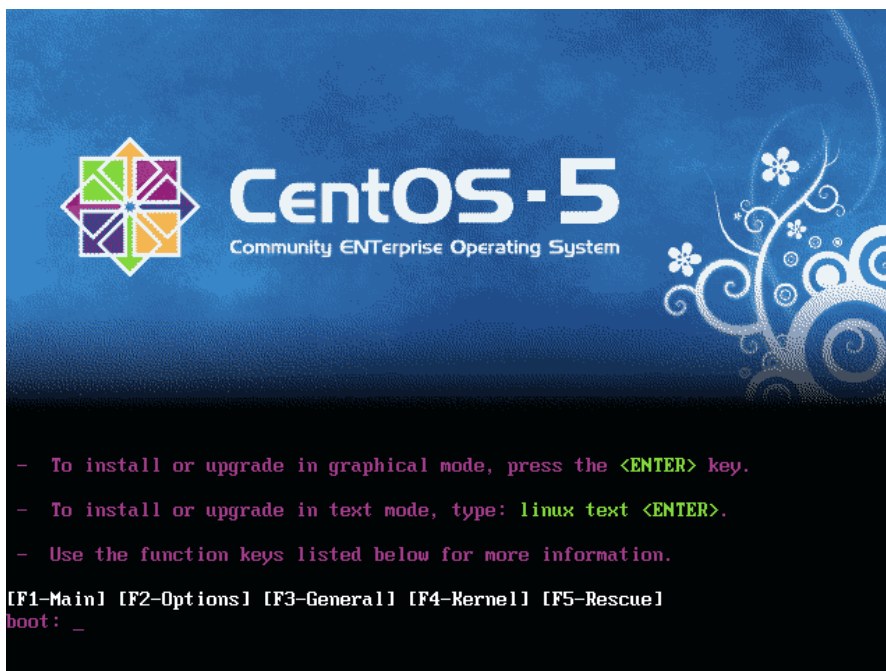 CentOS-5
Community ENTerprise Operating System
- To install or upgrade in graphical mode, press the <ENTER> key.
- To install or upgrade in text mode, type: linux text <ENTER>.
- Use the function keys listed below for more information.
[F1-Main] [F2-Options] [F3-General] [F4-Kernel] [F5-Rescue]
boot: _